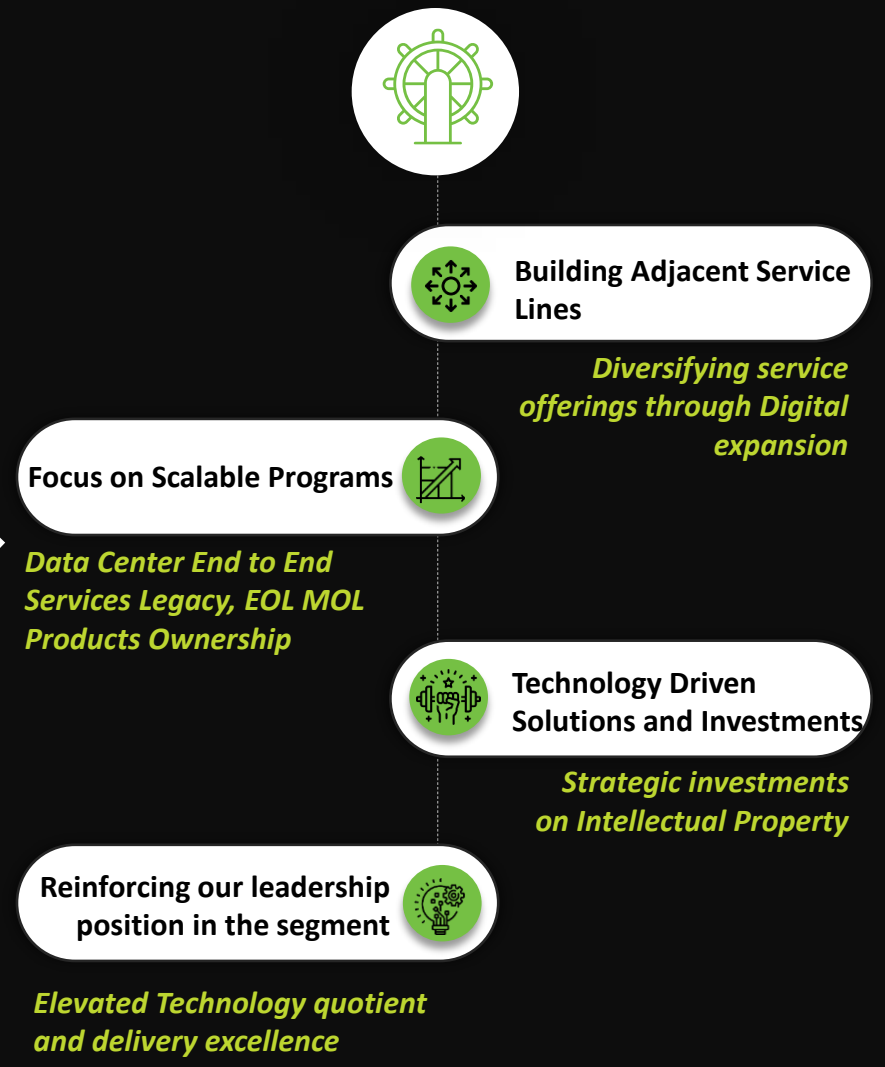 Building Adjacent Service
Lines
Diversifying service
offerings through Digital
expansion
Focus on Scalable Programs
Data Center End to End
Services Legacy, EOL MOL
Products Ownership
Technology Driven
Solutions and Investments
Strategic investments
on Intellectual Property
Reinforcing our leadership
position in the segment
Elevated Technology quotient
and delivery excellence